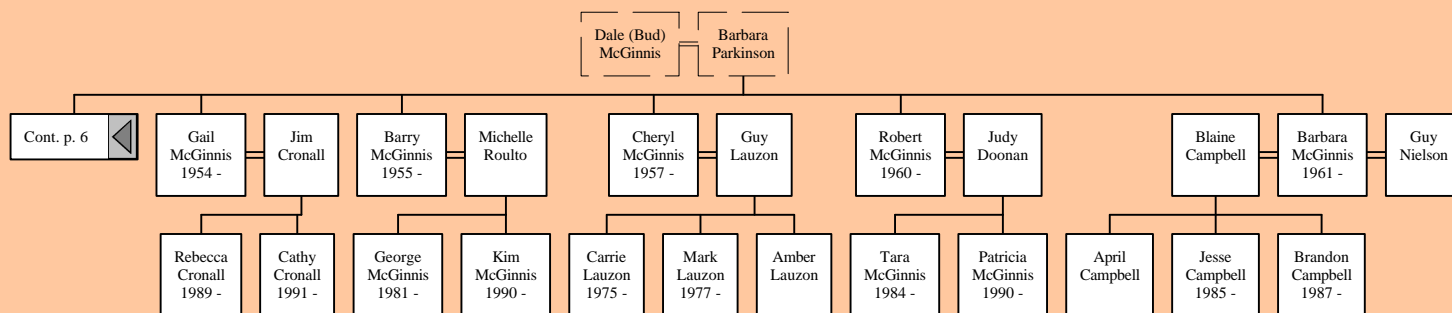 Dale (Bud)
McGinnis
Barbara
Parkinson
Cont. p. 6
Gail
McGinnis
1954 -
Jim
Cronall
Barry
McGinnis
1955 -
Michelle
Roulto
Cheryl
McGinnis
1957 -
Guy
Lauzon
Robert
McGinnis
1960 -
Judy
Doonan
Blaine
Campbell
Barbara
McGinnis
1961 -
Guy
Nielson
Rebecca
Cronall
1989 -
Cathy
Cronall
1991 -
George
McGinnis
1981 -
Kim
McGinnis
1990 -
Carrie
Lauzon
1975 -
Mark
Lauzon
1977 -
Amber
Lauzon
Tara
McGinnis
1984 -
Patricia
McGinnis
1990 -
April
Campbell
Jesse
Campbell
1985 -
Brandon
Campbell
1987 -